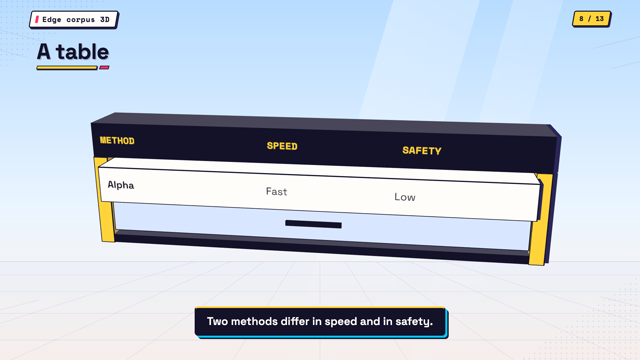 Edge corpus 3D
8 / 13
A table
METHOD SPEED SAFETY
Alpha Fast Low
Two methods differ in speed and in safety.